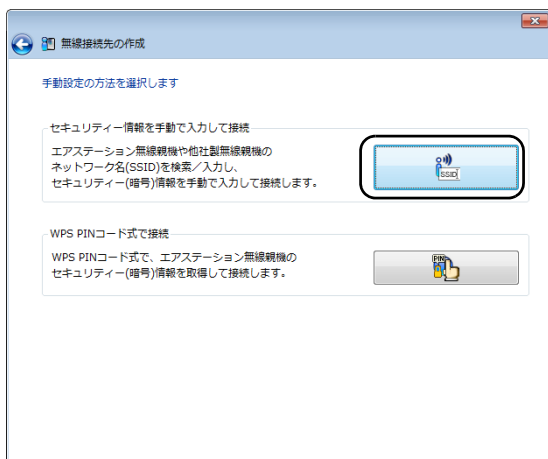 無線接続先の作成
手動設定の方法を選択します
セキュリティー情報を手動で入力して接続
エアステーション無線親機や他社製無線親機の
ネットワーク名(SSID)を検索／入力し、
セキュリティー(暗号)情報を手動で入力して接続します。
SSID
WPS PINコード式で接続
WPS PINコード式で、エアステーション無線親機の
セキュリティー(暗号)情報を取得して接続します。
PIN